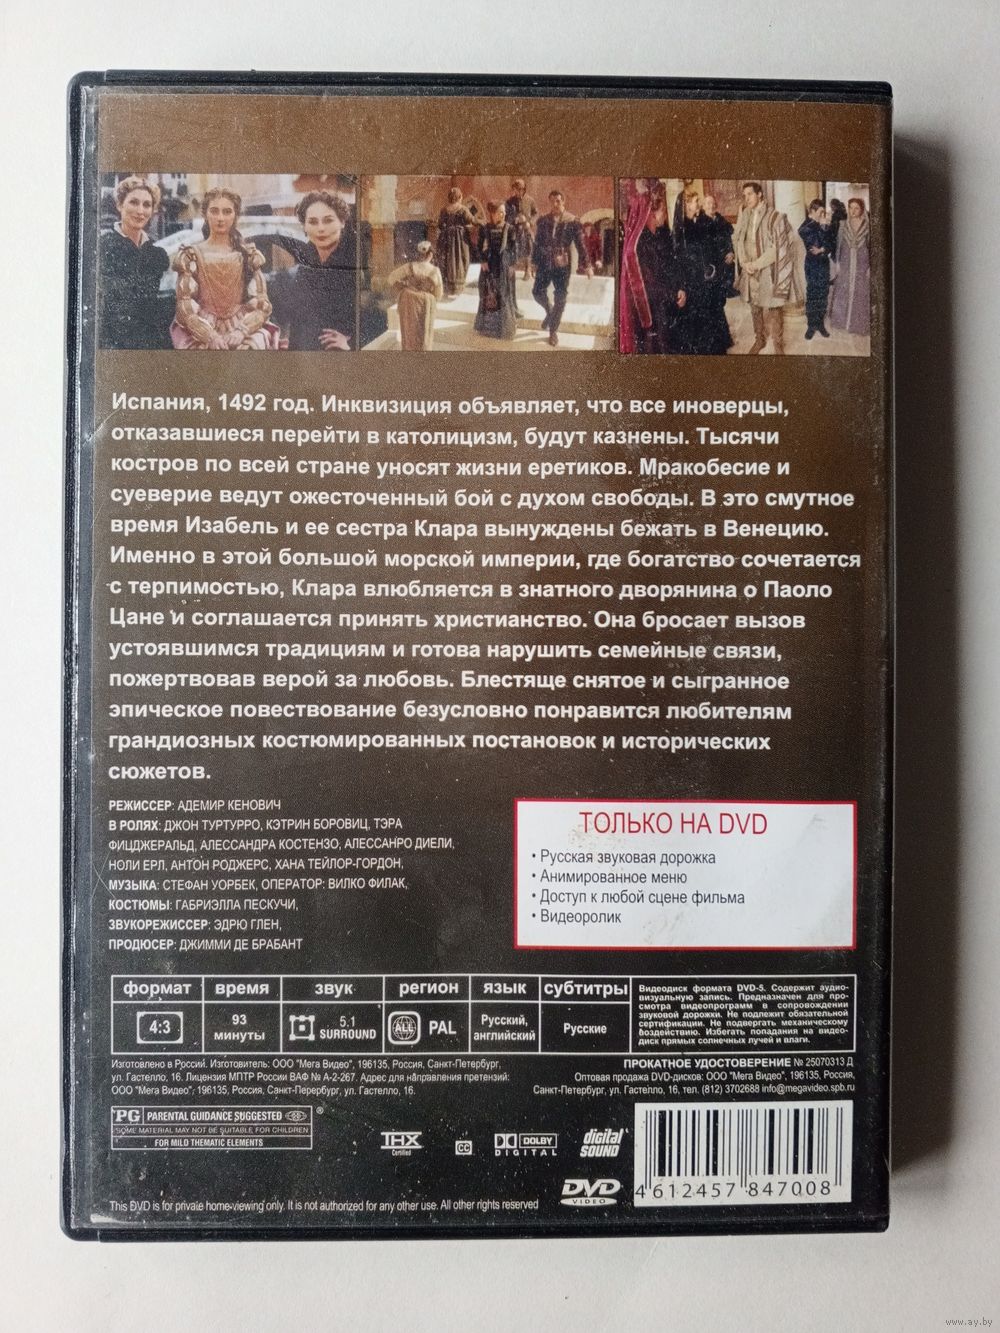 Испания, 1492 год. Инквизиция объявляет, что все иноверцы,
отказавшиеся перейти в католицизм, будут казнены. Тысячи
костров по всей стране уносят жизни еретиков. Мракобесие и
суеверие ведут ожесточенный бой с духом свободы. В это смутное
время Изабель и ее сестра Клара вынуждены бежать в Венецию.
Именно в этой большой морской империи, где богатство сочетается
с терпимостью, Клара влюбляется в знатного дворянина о Паоло
Цане и соглашается принять христианство. Она бросает вызов
устоявшимся традициям и готова нарушить семейные связи,
пожертвовав верой за любовь. Блестяще снятое и сыгранное
эпическое повествование безусловно понравится любителям
грандиозных костюмированных постановок и исторических
сюжетов.
РЕЖИССЕР: АДЕМИР КЕНОВИЧ
В РОЛЯХ: ДЖОН ТУРТУРРО, КЭТРИН БОРОВИЦ, ТЭРА
ФИЦДЖЕРАЛЬД, АЛЕССАНДРА КОСТЕНЗО, АЛЕССАНРО ДИЕЛИ,
НОЛИ ЕРЛ, АНТОН РОДЖЕРС, ХАНА ТЕЙЛОР-ГОРДОН,
МУЗЫКА: СТЕФАН УОРБЕК, ОПЕРАТОР: ВИЛКО ФИЛАК,
КОСТЮМЫ: ГАБРИЭЛЛА ПЕСКУЧИ,
ЗВУКОРЕЖИССЕР: ЭДРЮ ГЛЕН,
ПРОДЮСЕР: ДЖИММИ ДЕ БРАБАНТ
ТОЛЬКО НА DVD
• Русская звуковая дорожка
• Анимированное меню
• Доступ к любой сцене фильма
• Видеоролик
формат время звук регион язык субтитры
4:3
93 минуты
5.1 SURROUND
ALL PAL
Русский, английский
Русские
Видеодиск формата DVD-5. Содержит аудио-
визуальную запись. Предназначен для про-
смотра видеопрограмм в сопровождении
звуковой дорожки. Не подлежит обязательной
сертификации. Не подвергать механическому
воздействию. Избегать попадания на видео-
диск прямых солнечных лучей и влаги.
Изготовлено в России. Изготовитель: ООО "Мега Видео", 196135, Россия, Санкт-Петербург,
ул. Гастелло, 16. Лицензия МПТР России ВАФ № А-2-267. Адрес для направления претензий:
ООО "Мега Видео"; 196135, Россия, Санкт-Перербург, ул. Гастелло, 16.
ПРОКАТНОЕ УДОСТОВЕРЕНИЕ № 25070313 Д
Оптовая продажа DVD-дисков: ООО "Мега Видео", 196135, Россия,
Санкт-Петербург, ул. Гастелло, 16, тел. (812) 3702688 info@megavideo.spb.ru
PG PARENTAL GUIDANCE SUGGESTED ®
SOME MATERIAL MAY NOT BE SUITABLE FOR CHILDREN
FOR MILD THEMATIC ELEMENTS
THX
Certified
CC
DOLBY
DIGITAL
digital
SOUND
DVD
VIDEO
4 612457 847008
This DVD is for private home-viewing only. It is not authorized for any other use. All other rights reserved
www.ay.by